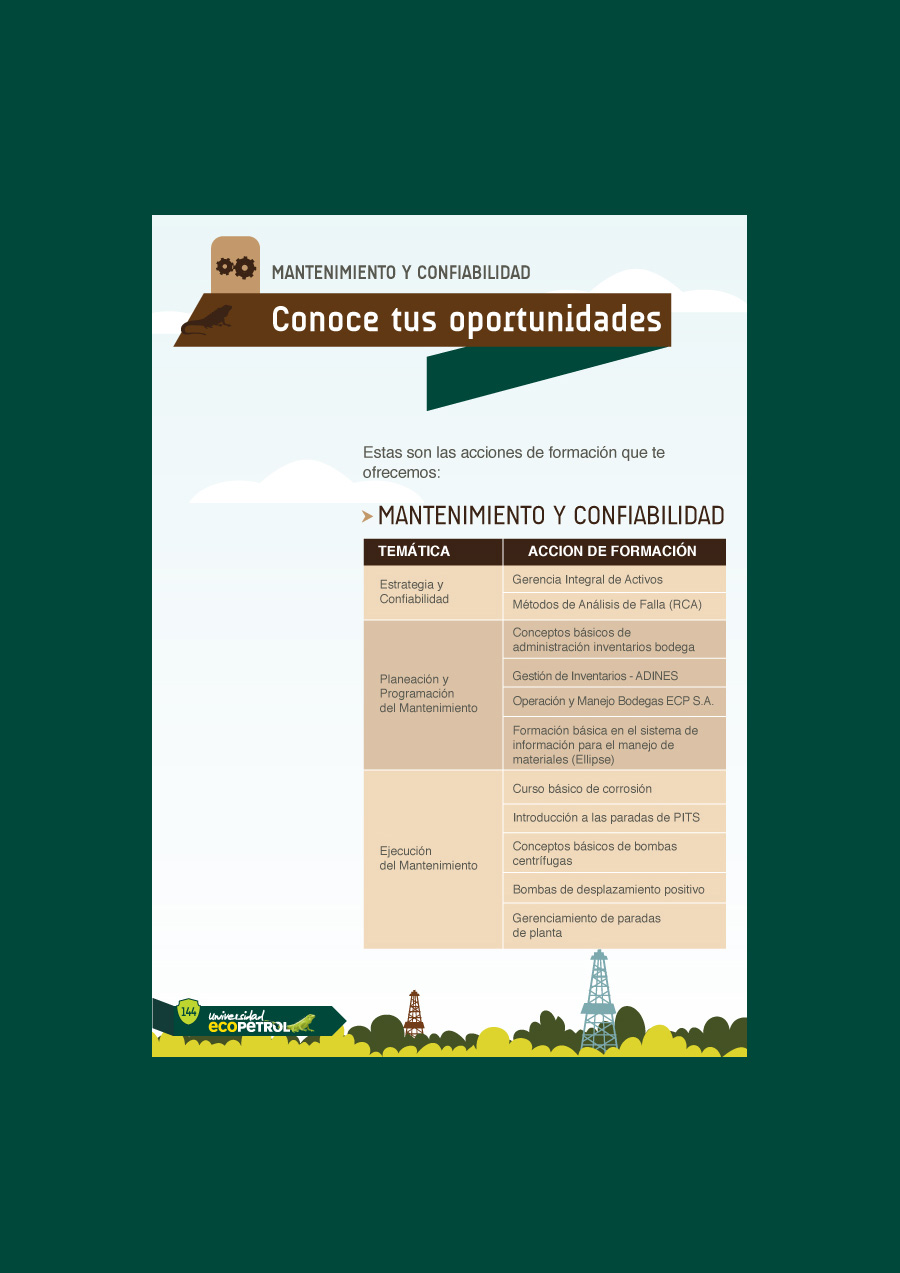 MANTENIMIENTO Y CONFIABILIDAD
Conoce tus oportunidades
Estas son las acciones de formación que te
ofrecemos:
MANTENIMIENTO Y CONFIABILIDAD
TEMÁTICA
ACCION DE FORMACIÓN
Estrategia y
Confiabilidad
Gerencia Integral de Activos
Métodos de Análisis de Falla (RCA)
Planeación y
Programación
del Mantenimiento
Conceptos básicos de
administración inventarios bodega
Gestión de Inventarios - ADINES
Operación y Manejo Bodegas ECP S.A.
Formación básica en el sistema de
información para el manejo de
materiales (Ellipse)
Ejecución
del Mantenimiento
Curso básico de corrosión
Introducción a las paradas de PITS
Conceptos básicos de bombas
centrífugas
Bombas de desplazamiento positivo
Gerenciamiento de paradas
de planta
144
universidad
ECOPETROL